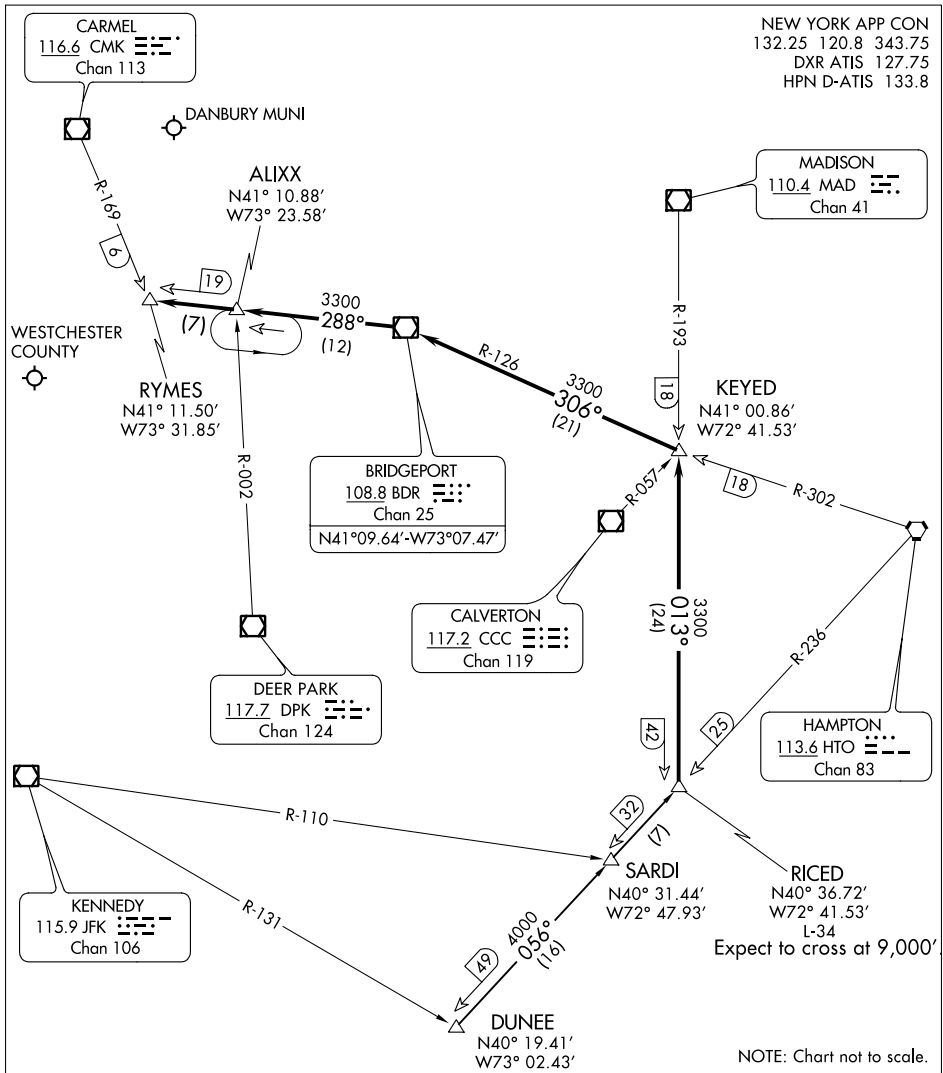 NEW YORK APP CON
132.25 120.8 343.75
DXR ATIS 127.75
HPN D-ATIS 133.8
CARMEL
116.6 CMK
Chan 113
DANBURY MUNI
ALIXX
N41° 10.88'
W73° 23.58'
MADISON
110.4 MAD
Chan 41
R-169
6
19
(7)
3300
288°
(12)
R-193
18
WESTCHESTER
COUNTY
RYMES
N41° 11.50'
W73° 31.85'
R-126
3300
306°
(21)
KEYED
N41° 00.86'
W72° 41.53'
R-002
BRIDGEPORT
108.8 BDR
Chan 25
N41°09.64'-W73°07.47'
R-057
18
R-302
CALVERTON
117.2 CCC
Chan 119
3300
013°
(24)
R-236
DEER PARK
117.7 DPK
Chan 124
42
25
HAMPTON
113.6 HTO
Chan 83
R-110
32
(7)
SARDI
N40° 31.44'
W72° 47.93'
RICED
N40° 36.72'
W72° 41.53'
L-34
Expect to cross at 9,000'
KENNEDY
115.9 JFK
Chan 106
R-131
4000
056°
(16)
49
DUNEE
N40° 19.41'
W73° 02.43'
NOTE: Chart not to scale.